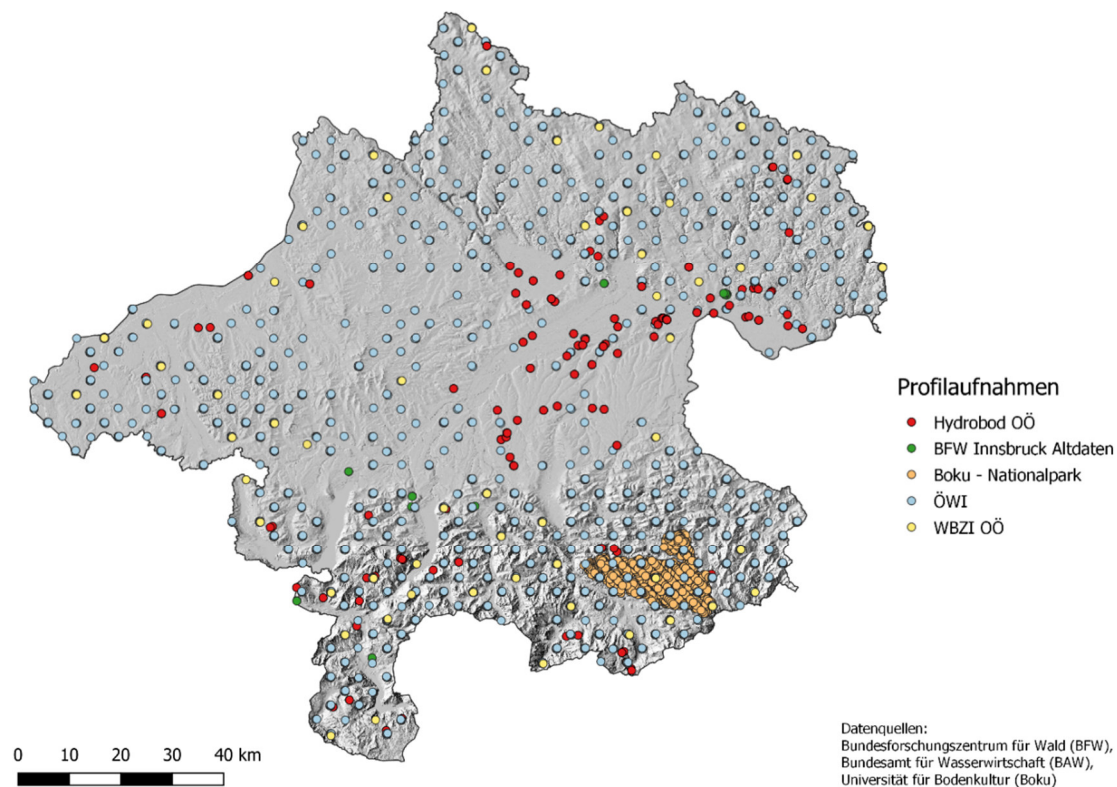 Profilaufnahmen
Hydrobod OÖ
BFW Innsbruck Altdaten
Boku - Nationalpark
ÖWI
WBZI OÖ
0 10 20 30 40 km
Datenquellen:
Bundesforschungszentrum für Wald (BFW),
Bundesamt für Wasserwirtschaft (BAW),
Universität für Bodenkultur (Boku)